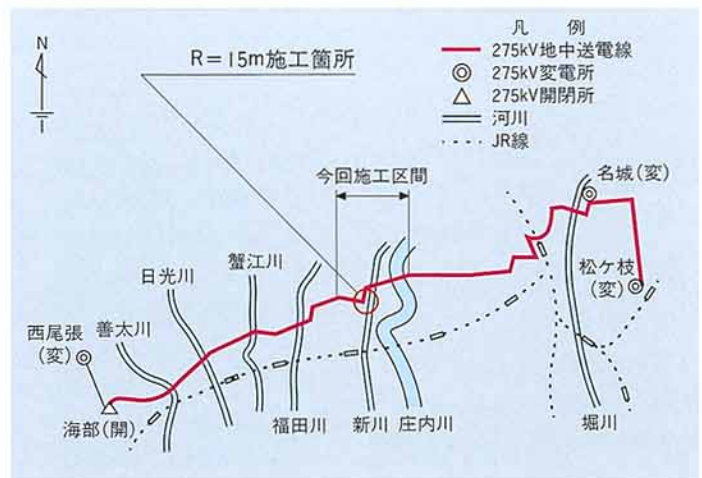 凡 例
275kV地中送電線
275kV変電所
275kV開閉所
河川
JR線
N
R=15m施工箇所
今回施工区間
名城(変)
松ケ枝
(変)
蟹江川
日光川
善太川
西尾張
(変)
海部(開)
福田川
新川
庄内川
堀川